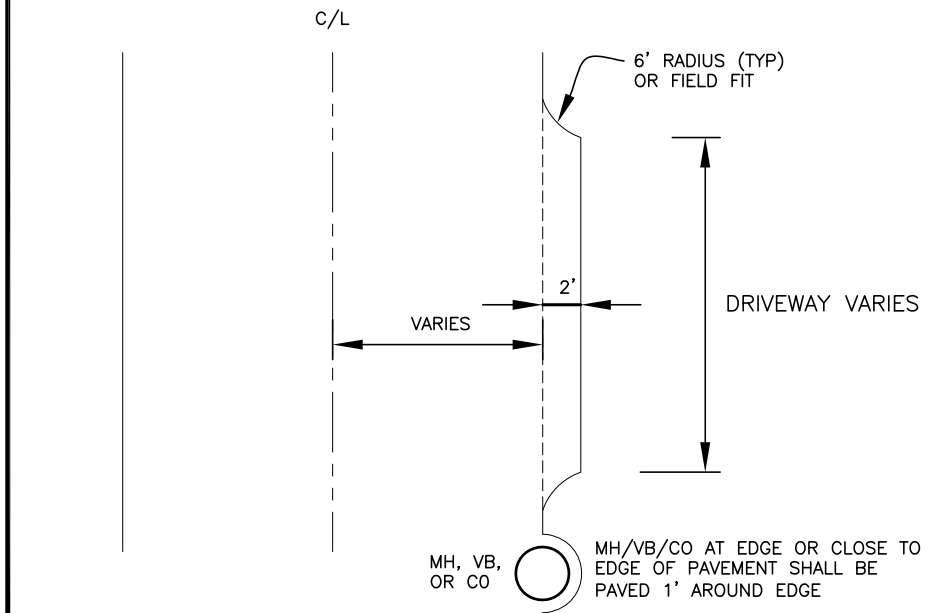 C/L
6' RADIUS (TYP)
OR FIELD FIT
2'
VARIES
DRIVEWAY VARIES
MH, VB,
OR CO
MH/VB/CO AT EDGE OR CLOSE TO
EDGE OF PAVEMENT SHALL BE
PAVED 1' AROUND EDGE